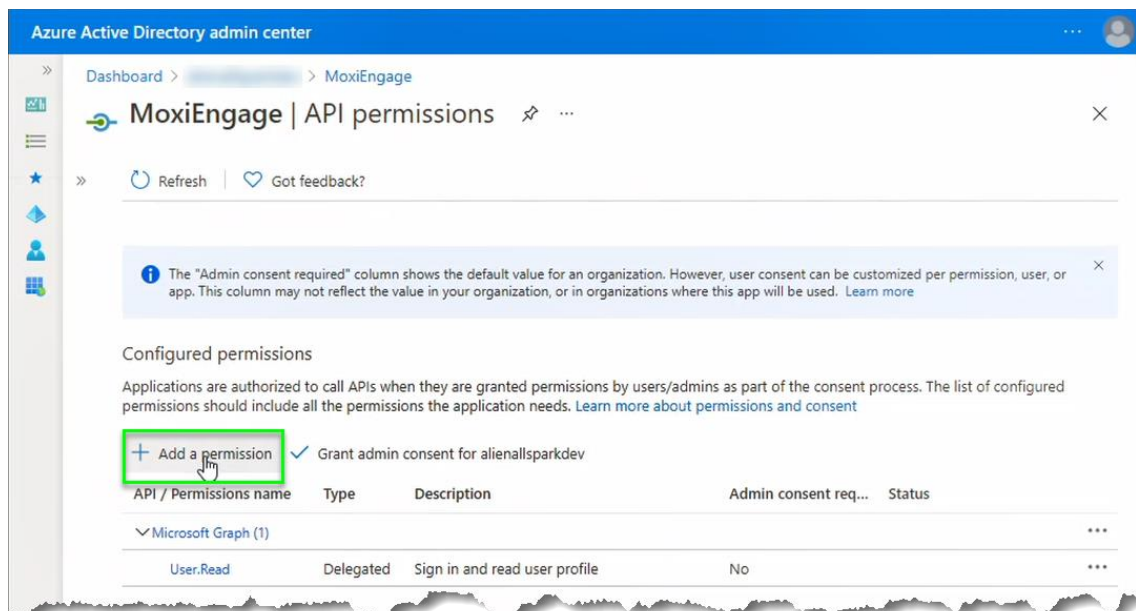 Azure Active Directory admin center
Dashboard > > MoxiEngage
MoxiEngage | API permissions
Refresh Got feedback?
The "Admin consent required" column shows the default value for an organization. However, user consent can be customized per permission, user, or
app. This column may not reflect the value in your organization, or in organizations where this app will be used. Learn more
Configured permissions
Applications are authorized to call APIs when they are granted permissions by users/admins as part of the consent process. The list of configured
permissions should include all the permissions the application needs. Learn more about permissions and consent
+ Add a permission Grant admin consent for alienallsparkdev
API / Permissions name Type Description Admin consent req... Status
Microsoft Graph (1)
User.Read Delegated Sign in and read user profile No